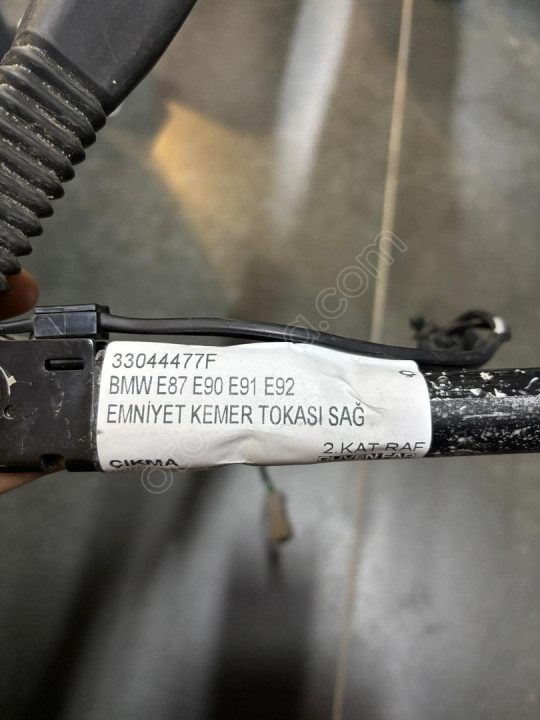 33044477F
BMW E87 E90 E91 E92
EMNİYET KEMER TOKASI SAĞ
2.KAT RAF
ÇIKMA